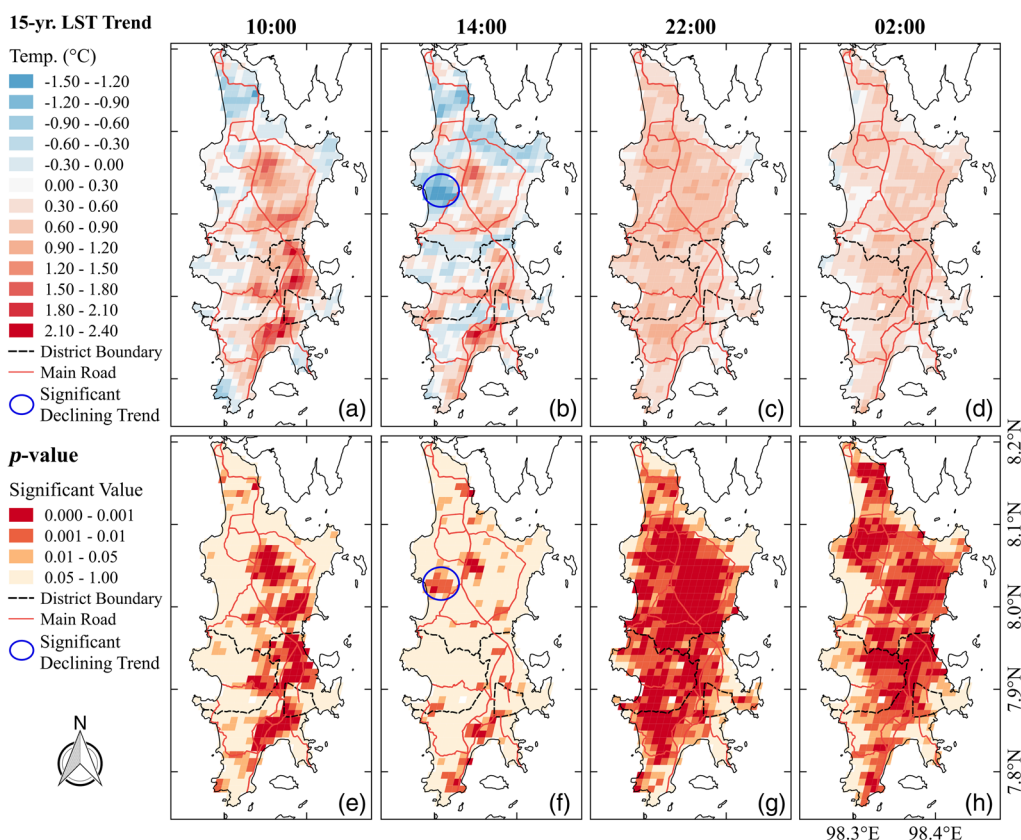 15-yr. LST Trend
10:00
14:00
22:00
02:00
Temp. (°C)
-1.50 - -1.20
-1.20 - -0.90
-0.90 - -0.60
-0.60 - -0.30
-0.30 - 0.00
0.00 - 0.30
0.30 - 0.60
0.60 - 0.90
0.90 - 1.20
1.20 - 1.50
1.50 - 1.80
1.80 - 2.10
2.10 - 2.40
District Boundary
Main Road
Significant
Declining Trend
(a)
(b)
(c)
(d)
p-value
Significant Value
0.000 - 0.001
0.001 - 0.01
0.01 - 0.05
0.05 - 1.00
District Boundary
Main Road
Significant
Declining Trend
N
(e)
(f)
(g)
(h)
8.2°N
8.1°N
8.0°N
7.9°N
7.8°N
98.3°E
98.4°E